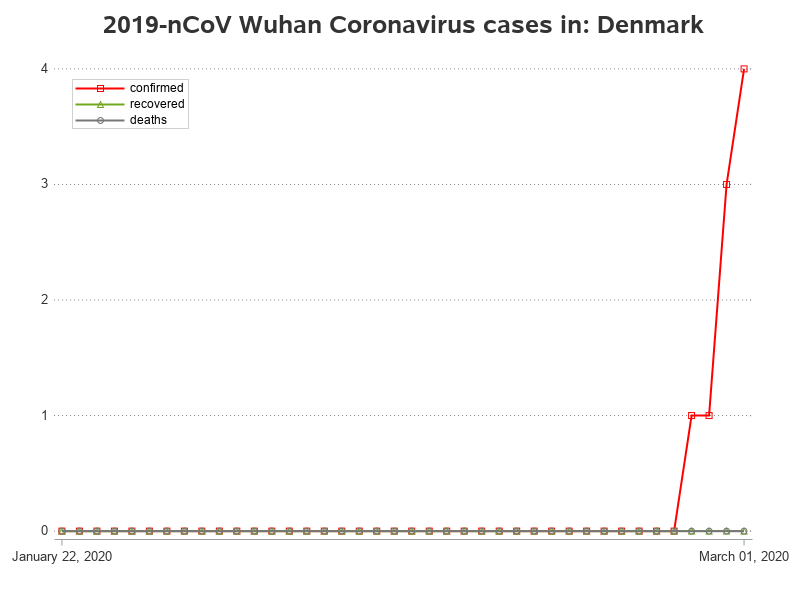 2019-nCoV Wuhan Coronavirus cases in: Denmark
4
confirmed
recovered
deaths
3
2
1
0
January 22, 2020
March 01, 2020